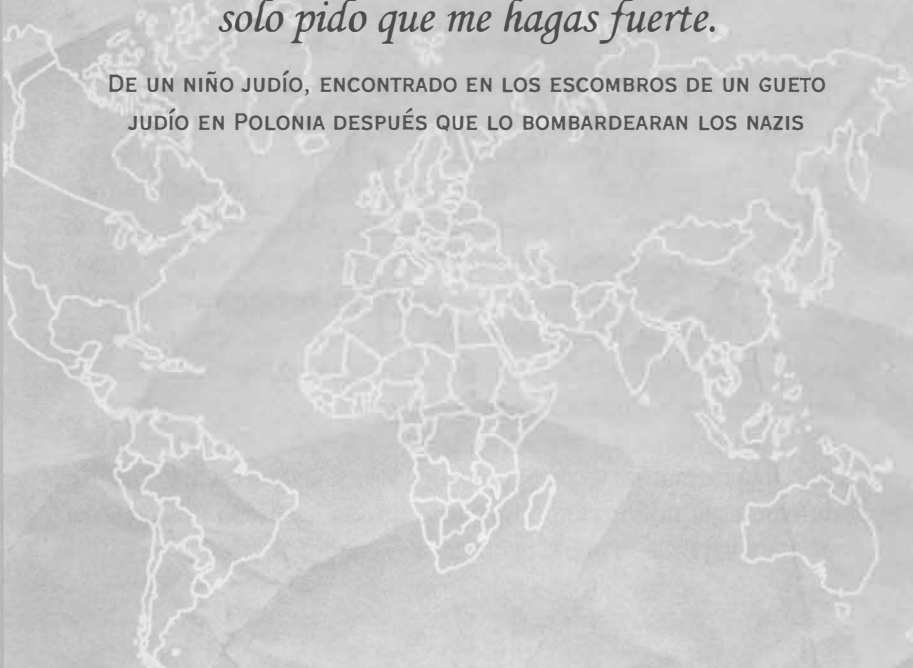 solo pido que me hagas fuerte.
De un niño judío, encontrado en los escombros de un gueto
judío en Polonia después que lo bombardearan los nazis